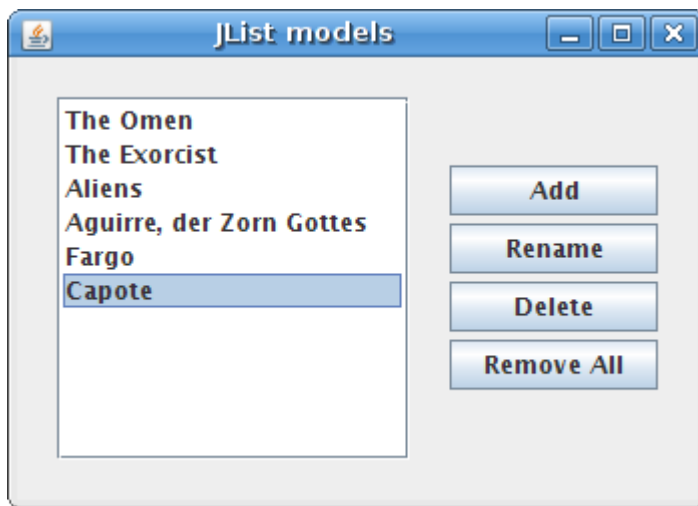 JList models
The Omen
The Exorcist
Aliens
Aguirre, der Zorn Gottes
Fargo
Capote
Add
Rename
Delete
Remove All